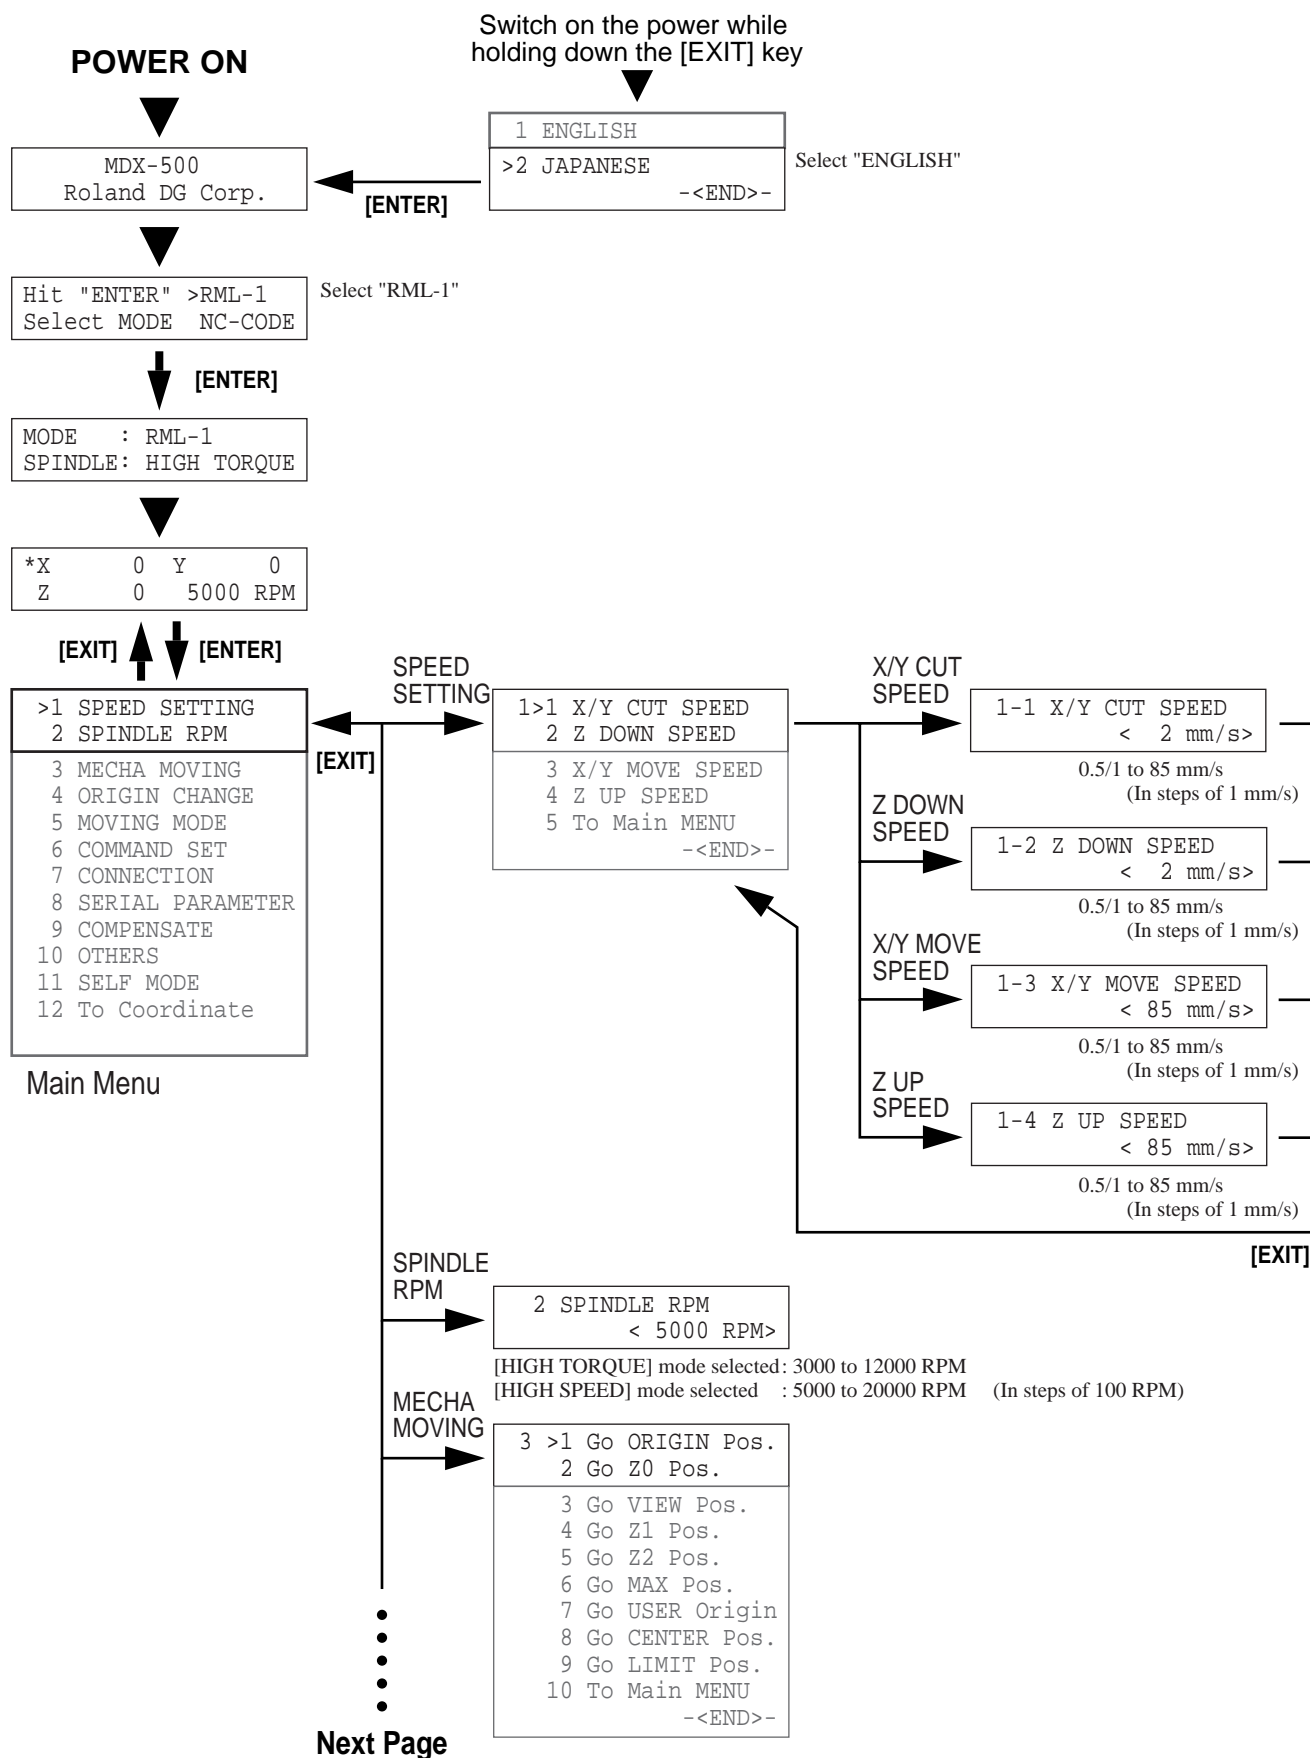 Switch on the power while
holding down the [EXIT] key
POWER ON
1 ENGLISH
>2 JAPANESE
-<END>-
Select "ENGLISH"
MDX-500
Roland DG Corp.
[ENTER]
Hit "ENTER" >RML-1
Select MODE NC-CODE
Select "RML-1"
[ENTER]
MODE : RML-1
SPINDLE: HIGH TORQUE
*X 0 Y 0
Z 0 5000 RPM
[EXIT] [ENTER]
>1 SPEED SETTING
2 SPINDLE RPM
3 MECHA MOVING
4 ORIGIN CHANGE
5 MOVING MODE
6 COMMAND SET
7 CONNECTION
8 SERIAL PARAMETER
9 COMPENSATE
10 OTHERS
11 SELF MODE
12 To Coordinate
Main Menu
[EXIT]
SPEED
SETTING
1>1 X/Y CUT SPEED
2 Z DOWN SPEED
3 X/Y MOVE SPEED
4 Z UP SPEED
5 To Main MENU
-<END>-
X/Y CUT
SPEED
1-1 X/Y CUT SPEED
< 2 mm/s>
0.5/1 to 85 mm/s
(In steps of 1 mm/s)
Z DOWN
SPEED
1-2 Z DOWN SPEED
< 2 mm/s>
0.5/1 to 85 mm/s
(In steps of 1 mm/s)
X/Y MOVE
SPEED
1-3 X/Y MOVE SPEED
< 85 mm/s>
0.5/1 to 85 mm/s
(In steps of 1 mm/s)
Z UP
SPEED
1-4 Z UP SPEED
< 85 mm/s>
0.5/1 to 85 mm/s
(In steps of 1 mm/s)
[EXIT]
SPINDLE
RPM
2 SPINDLE RPM
< 5000 RPM>
[HIGH TORQUE] mode selected: 3000 to 12000 RPM
[HIGH SPEED] mode selected : 5000 to 20000 RPM (In steps of 100 RPM)
MECHA
MOVING
3 >1 Go ORIGIN Pos.
2 Go Z0 Pos.
3 Go VIEW Pos.
4 Go Z1 Pos.
5 Go Z2 Pos.
6 Go MAX Pos.
7 Go USER Origin
8 Go CENTER Pos.
9 Go LIMIT Pos.
10 To Main MENU
-<END>-
Next Page